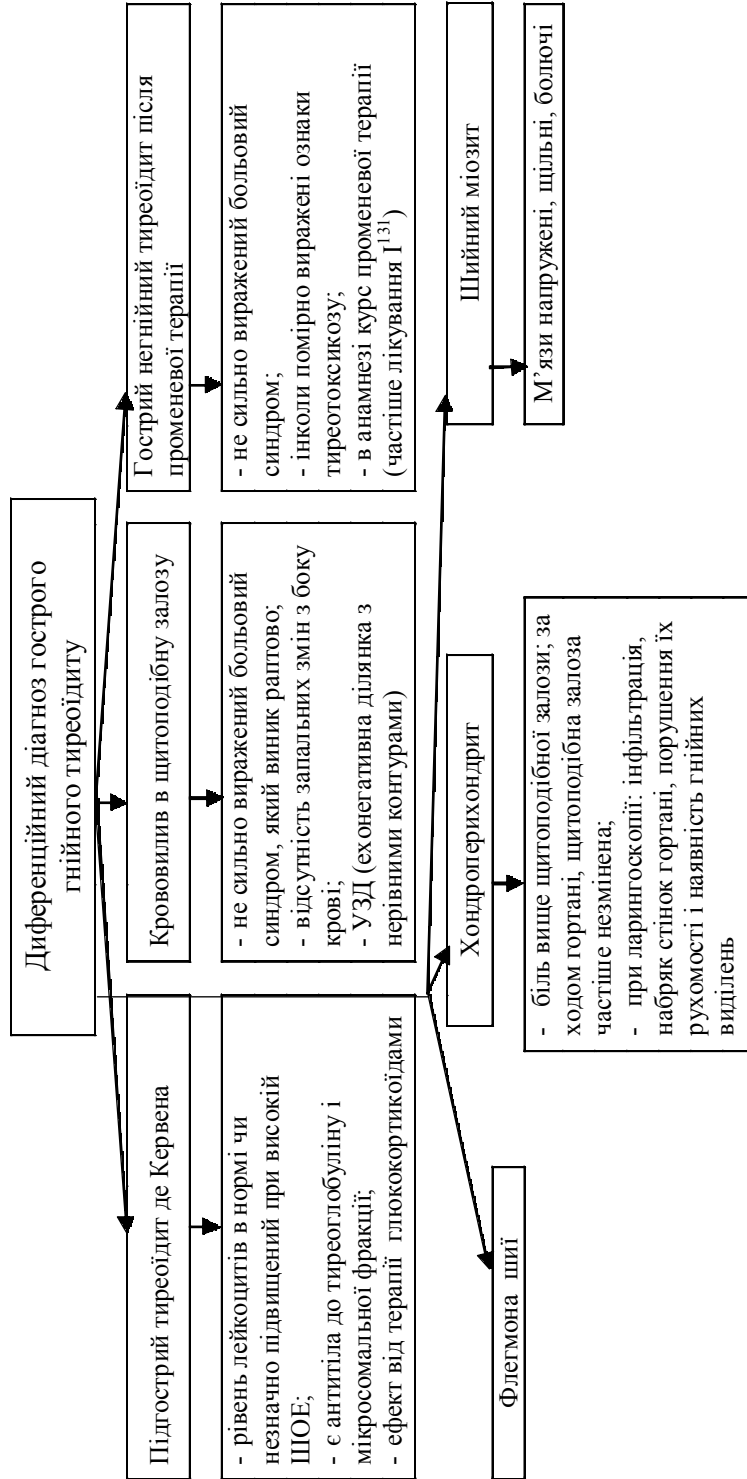 Диференційний діагноз гострого
гнійного тиреоїдиту
Підгострий тиреоїдит де Кервена
- рівень лейкоцитів в нормі чи
незначно підвищений при високій
ШОЕ;
- є антитіла до тиреоглобуліну і
мікросомальної фракції;
- ефект від терапії глюкокортикоїдами
Крововилив в щитоподібну залозу
- не сильно виражений больовий
синдром, який виник раптово;
- відсутність запальних змін з боку
крові;
- УЗД (ехонегативна ділянка з
нерівними контурами)
Гострий негнійний тиреоїдит після
променевої терапії
- не сильно виражений больовий
синдром;
- інколи помірно виражені ознаки
тиреотоксикозу;
- в анамнезі курс променевої терапії
(частіше лікування І¹³¹)
Флегмона шиї
Хондроперихондрит
- біль вище щитоподібної залози; за
ходом гортані, щитоподібна залоза
частіше незмінена;
- при ларингоскопії: інфільтрація,
набряк стінок гортані, порушення їх
рухомості і наявність гнійних
виділень
Шийний міозит
М’язи напружені, щільні, болючі